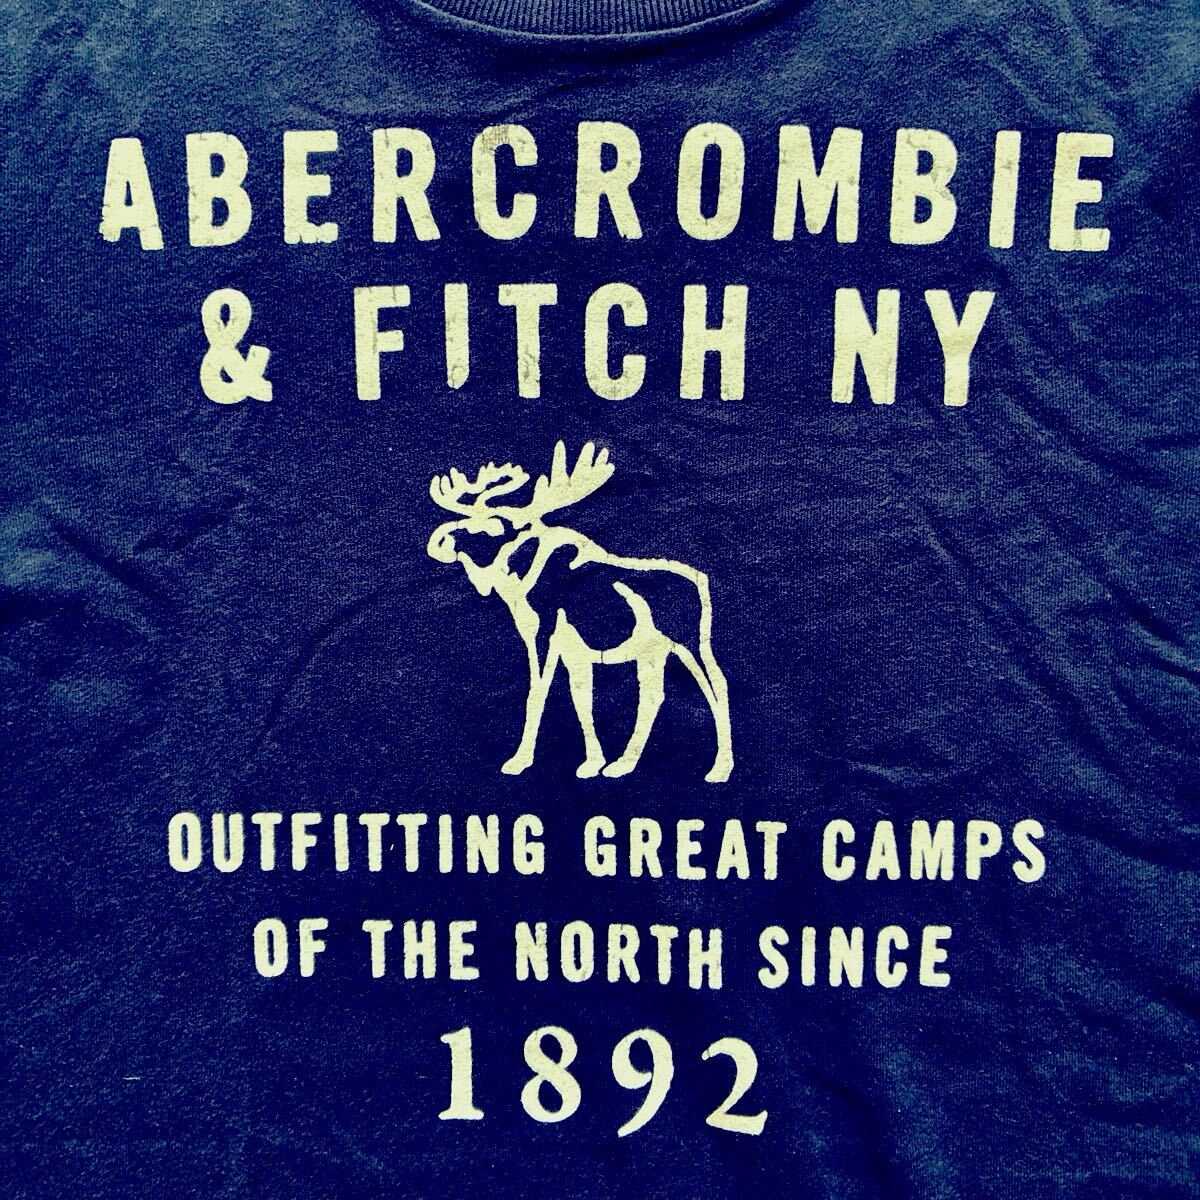 ABERCROMBIE
& FITCH NY
OUTFITTING GREAT CAMPS
OF THE NORTH SINCE
1892